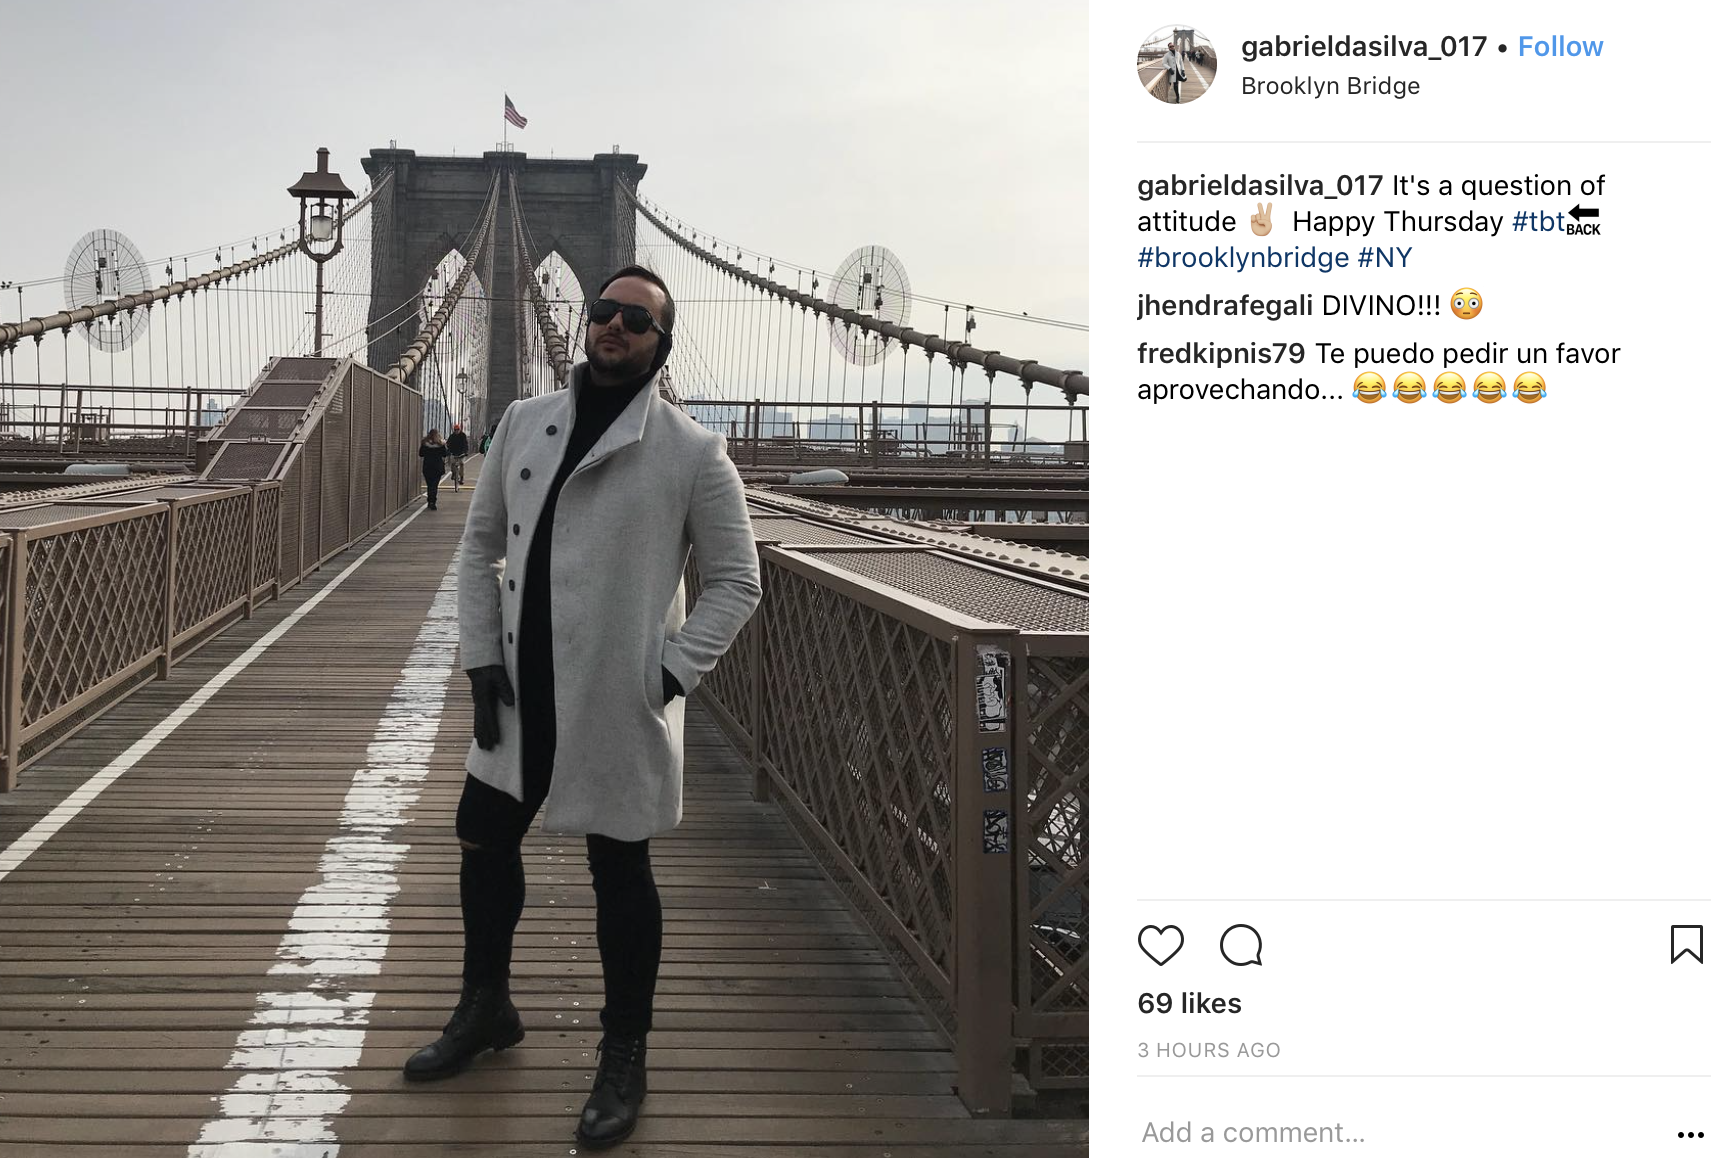 gabrieldasilva_017 • Follow
Brooklyn Bridge
gabrieldasilva_017 It's a question of
attitude ✌🏼 Happy Thursday #tbt🔙
#brooklynbridge #NY
jhendrafegali DIVINO!!! 😳
fredkipnis79 Te puedo pedir un favor
aprovechando... 😂😂😂😂😂
69 likes
3 HOURS AGO
Add a comment...